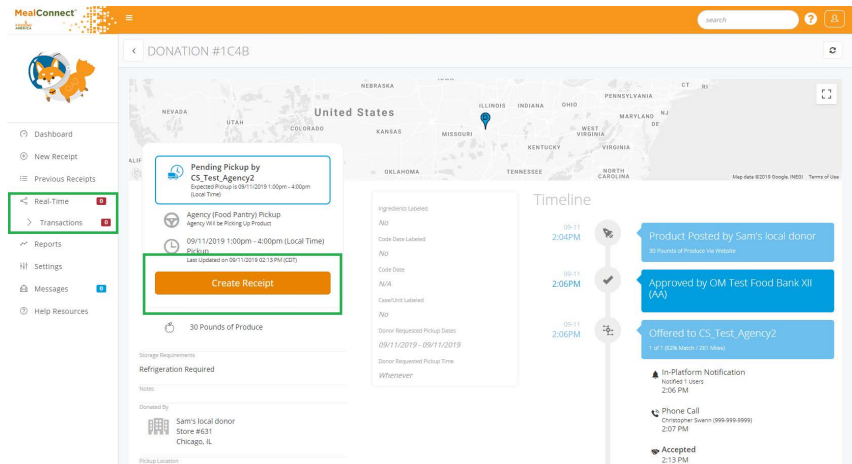 MealConnect
FEEDING
AMERICA
search
?
DONATION #1C4B
Dashboard
New Receipt
Previous Receipts
Real-Time 0
Transactions 0
Reports
Settings
Messages 0
Help Resources
NEBRASKA
NEVADA
United States
UTAH
COLORADO
KANSAS
MISSOURI
ILLINOIS
INDIANA
OHIO
PENNSYLVANIA
CT
RI
MARYLAND
NJ
DE
WEST
VIRGINIA
KENTUCKY
VIRGINIA
ALIF
OKLAHOMA
TENNESSEE
NORTH
CAROLINA
Map data ©2019 Google, INEGI Terms of Use
Pending Pickup by
CS_Test_Agency2
Expected Pickup is 09/11/2019 1:00pm - 4:00pm
(Local Time)
Agency (Food Pantry) Pickup
Agency Will be Picking Up Product
09/11/2019 1:00pm - 4:00pm (Local Time)
Pickup
Last Updated on 09/11/2019 02:13 PM (CDT)
Create Receipt
30 Pounds of Produce
Storage Requirements
Refrigeration Required
Notes
Donated By
Sam's local donor
Store #631
Chicago, IL
Pickup Location
Ingredients Labeled
No
Code Date Labeled
No
Code Date
N/A
Case/Unit Labeled
No
Donor Requested Pickup Dates
09/11/2019 - 09/11/2019
Donor Requested Pickup Time
Whenever
Timeline
09-11
2:04PM
Product Posted by Sam's local donor
30 Pounds of Produce Via Website
09-11
2:06PM
Approved by OM Test Food Bank XII
(AA)
09-11
2:06PM
Offered to CS_Test_Agency2
1 of 1 (82% Match / 281 Miles)
In-Platform Notification
Notified 1 Users
2:06 PM
Phone Call
Christopher Swann (999-999-9999)
2:07 PM
Accepted
2:13 PM